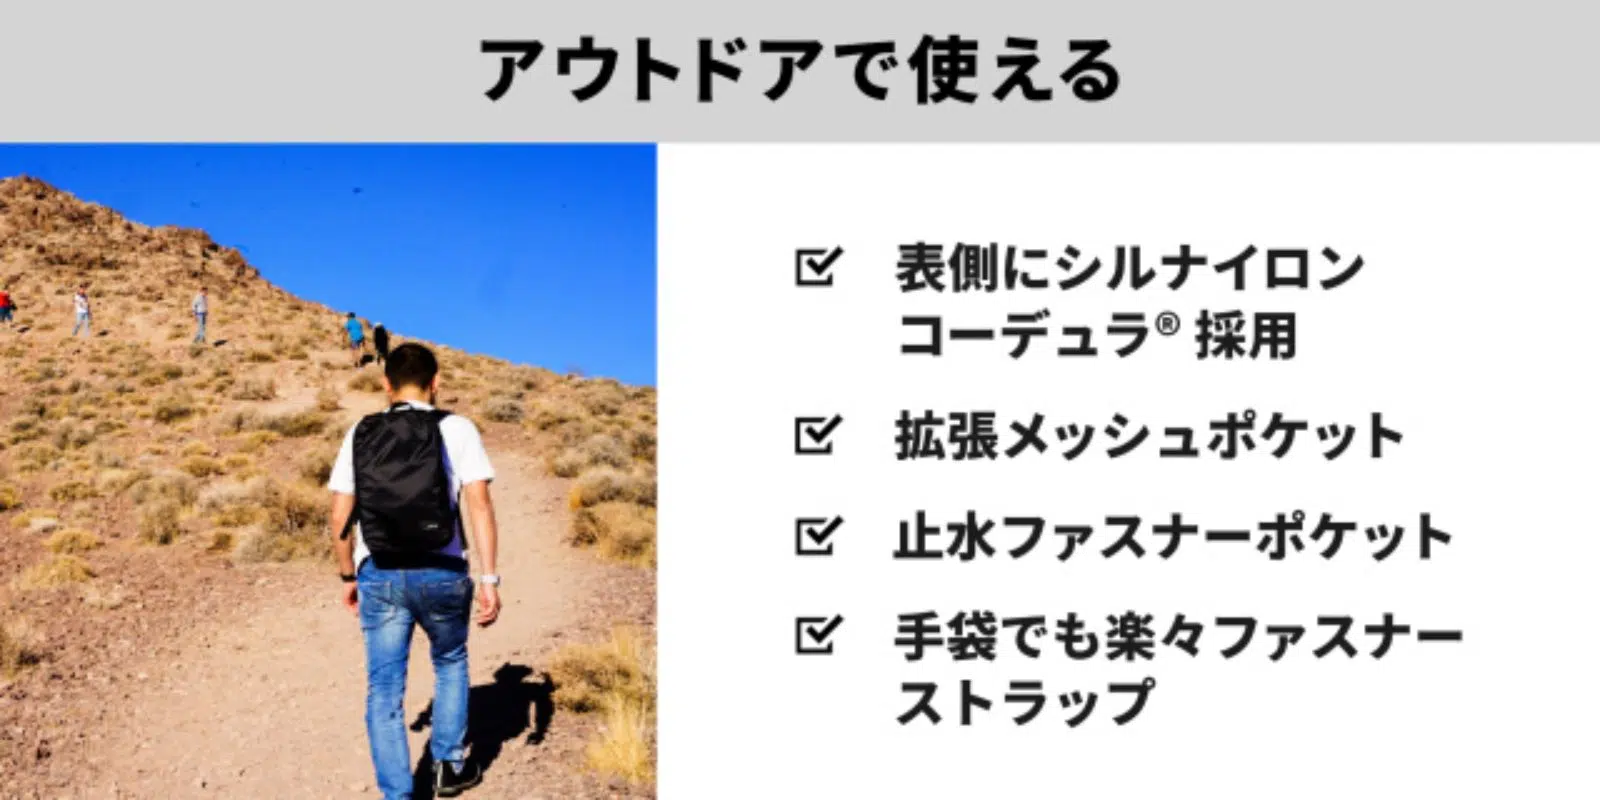 アウトドアで使える
表側にシルナイロン
コーデュラ® 採用
拡張メッシュポケット
止水ファスナーポケット
手袋でも楽々ファスナー
ストラップ